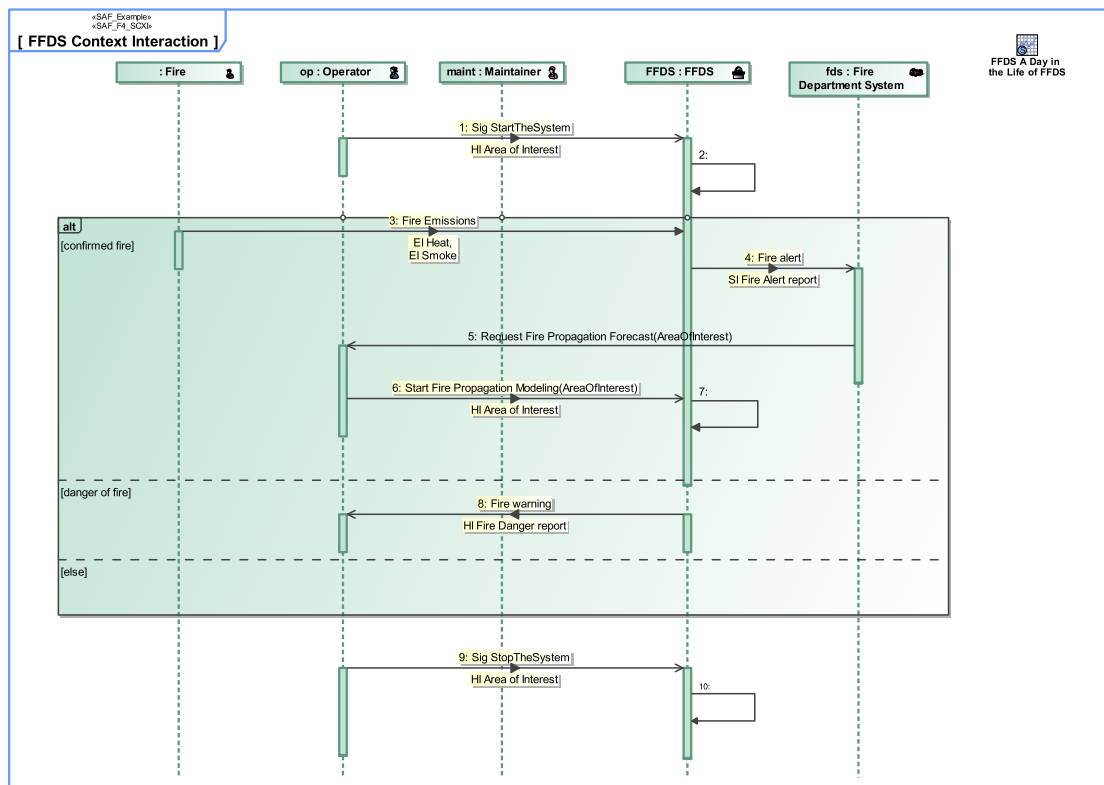 «SAF_Example»
«SAF_F4_SCXI»
[ FFDS Context Interaction ]
FFDS A Day in
the Life of FFDS
: Fire
op : Operator
maint : Maintainer
FFDS : FFDS
fds : Fire
Department System
1: Sig StartTheSystem
HI Area of Interest
2:
alt
[confirmed fire]
3: Fire Emissions
EI Heat,
EI Smoke
4: Fire alert
SI Fire Alert report
5: Request Fire Propagation Forecast(AreaOfInterest)
6: Start Fire Propagation Modeling(AreaOfInterest)
HI Area of Interest
7:
[danger of fire]
8: Fire warning
HI Fire Danger report
[else]
9: Sig StopTheSystem
HI Area of Interest
10: